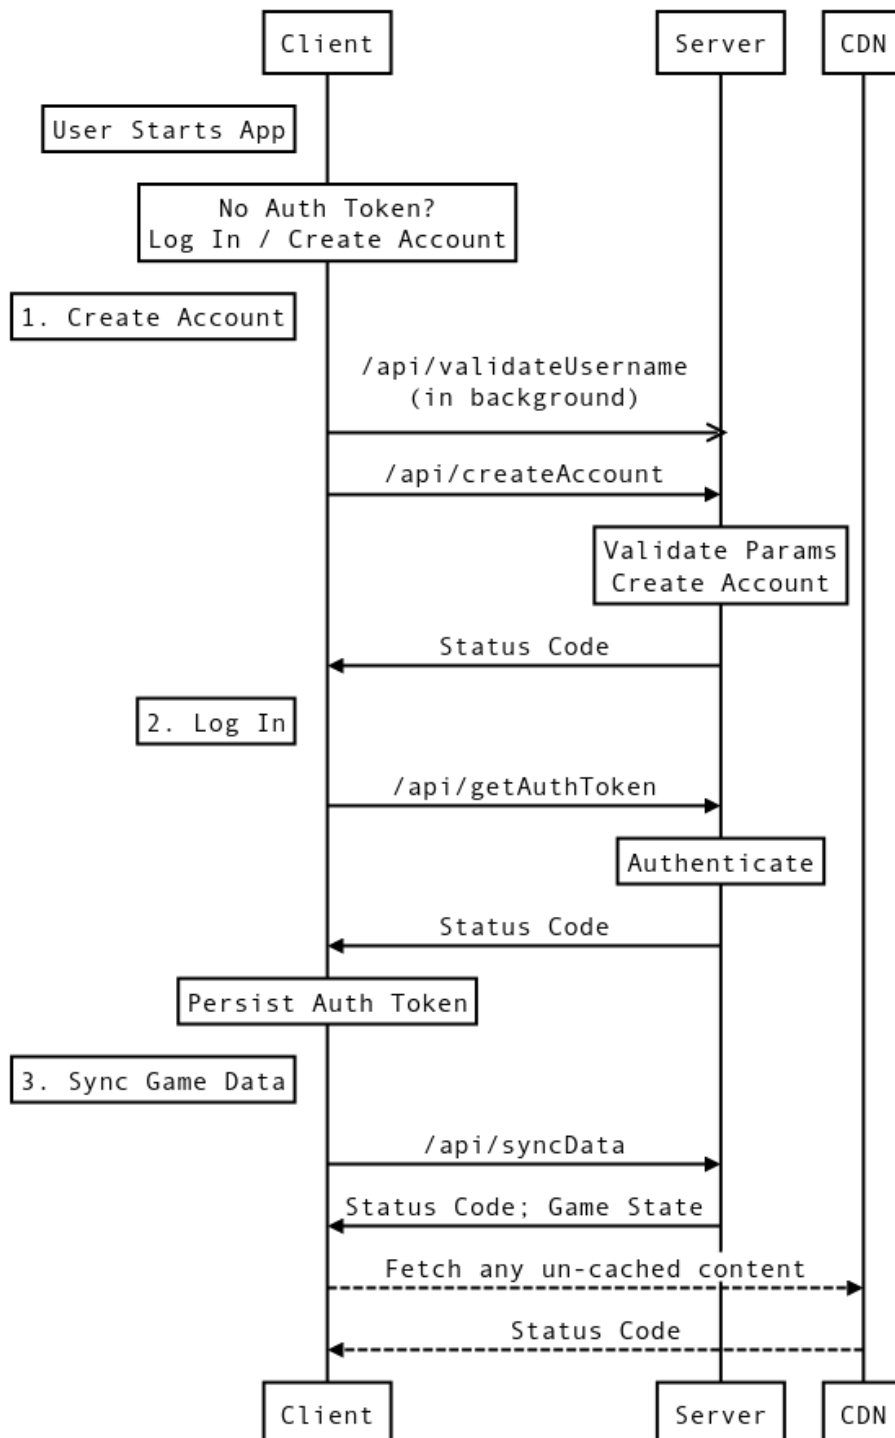 Client
Server
CDN
User Starts App
No Auth Token?
Log In / Create Account
1. Create Account
/api/validateUsername
(in background)
/api/createAccount
Validate Params
Create Account
Status Code
2. Log In
/api/getAuthToken
Authenticate
Status Code
Persist Auth Token
3. Sync Game Data
/api/syncData
Status Code; Game State
Fetch any un-cached content
Status Code
Client
Server
CDN